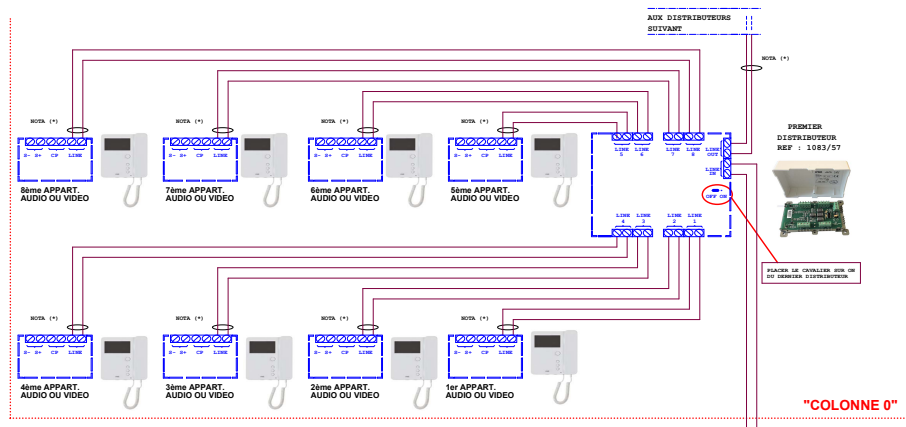 AUX DISTRIBUTEURS
SUIVANT
NOTA (*)
NOTA (*)
NOTA (*)
NOTA (*)
NOTA (*)
S- S+ CP LINE
S- S+ CP LINE
S- S+ CP LINE
S- S+ CP LINE
8ème APPART.
AUDIO OU VIDEO
7ème APPART.
AUDIO OU VIDEO
6ème APPART.
AUDIO OU VIDEO
5ème APPART.
AUDIO OU VIDEO
LINE
5
LINE
6
LINE
7
LINE
8
LINE
OUT
LINE
IN
OFF ON
LINE
4
LINE
3
LINE
2
LINE
1
PREMIER
DISTRIBUTEUR
REF : 1083/57
PLACER LE CAVALIER SUR ON
DU DERNIER DISTRIBUTEUR
NOTA (*)
NOTA (*)
NOTA (*)
NOTA (*)
S- S+ CP LINE
S- S+ CP LINE
S- S+ CP LINE
S- S+ CP LINE
4ème APPART.
AUDIO OU VIDEO
3ème APPART.
AUDIO OU VIDEO
2ème APPART.
AUDIO OU VIDEO
1er APPART.
AUDIO OU VIDEO
"COLONNE 0"